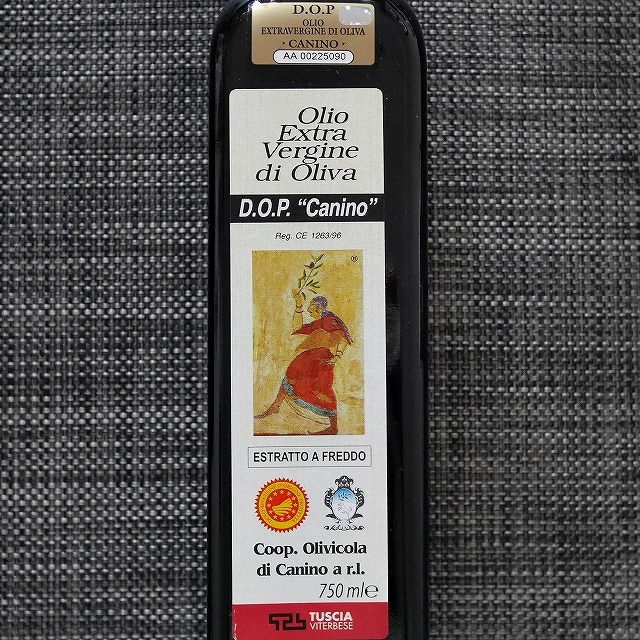 D.O.P
OLIO
EXTRAVERGINE DI OLIVA
· CANINO ·
AA 00225090
Olio
Extra
Vergine
di Oliva
D.O.P. “Canino”
Reg. CE 1263/96
®
ESTRATTO A FREDDO
Coop. Olivicola
di Canino a r.l.
750 ml℮
TUSCIA
VITERBESE